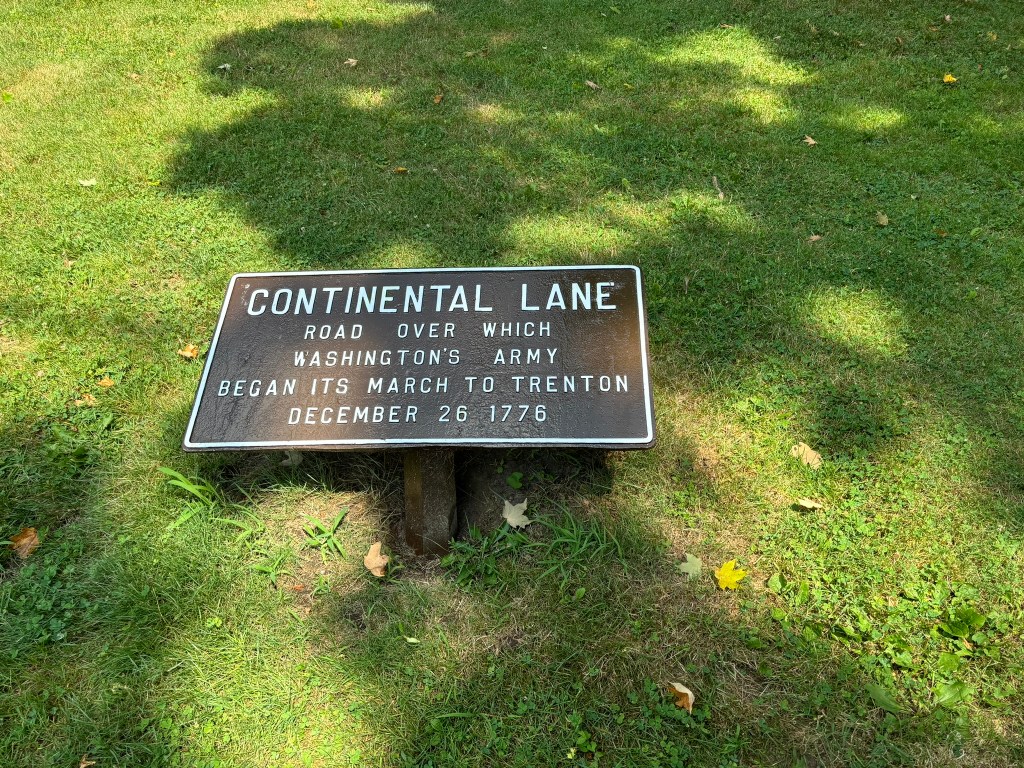 CONTINENTAL LANE
ROAD OVER WHICH
WASHINGTON'S ARMY
BEGAN ITS MARCH TO TRENTON
DECEMBER 26 1776